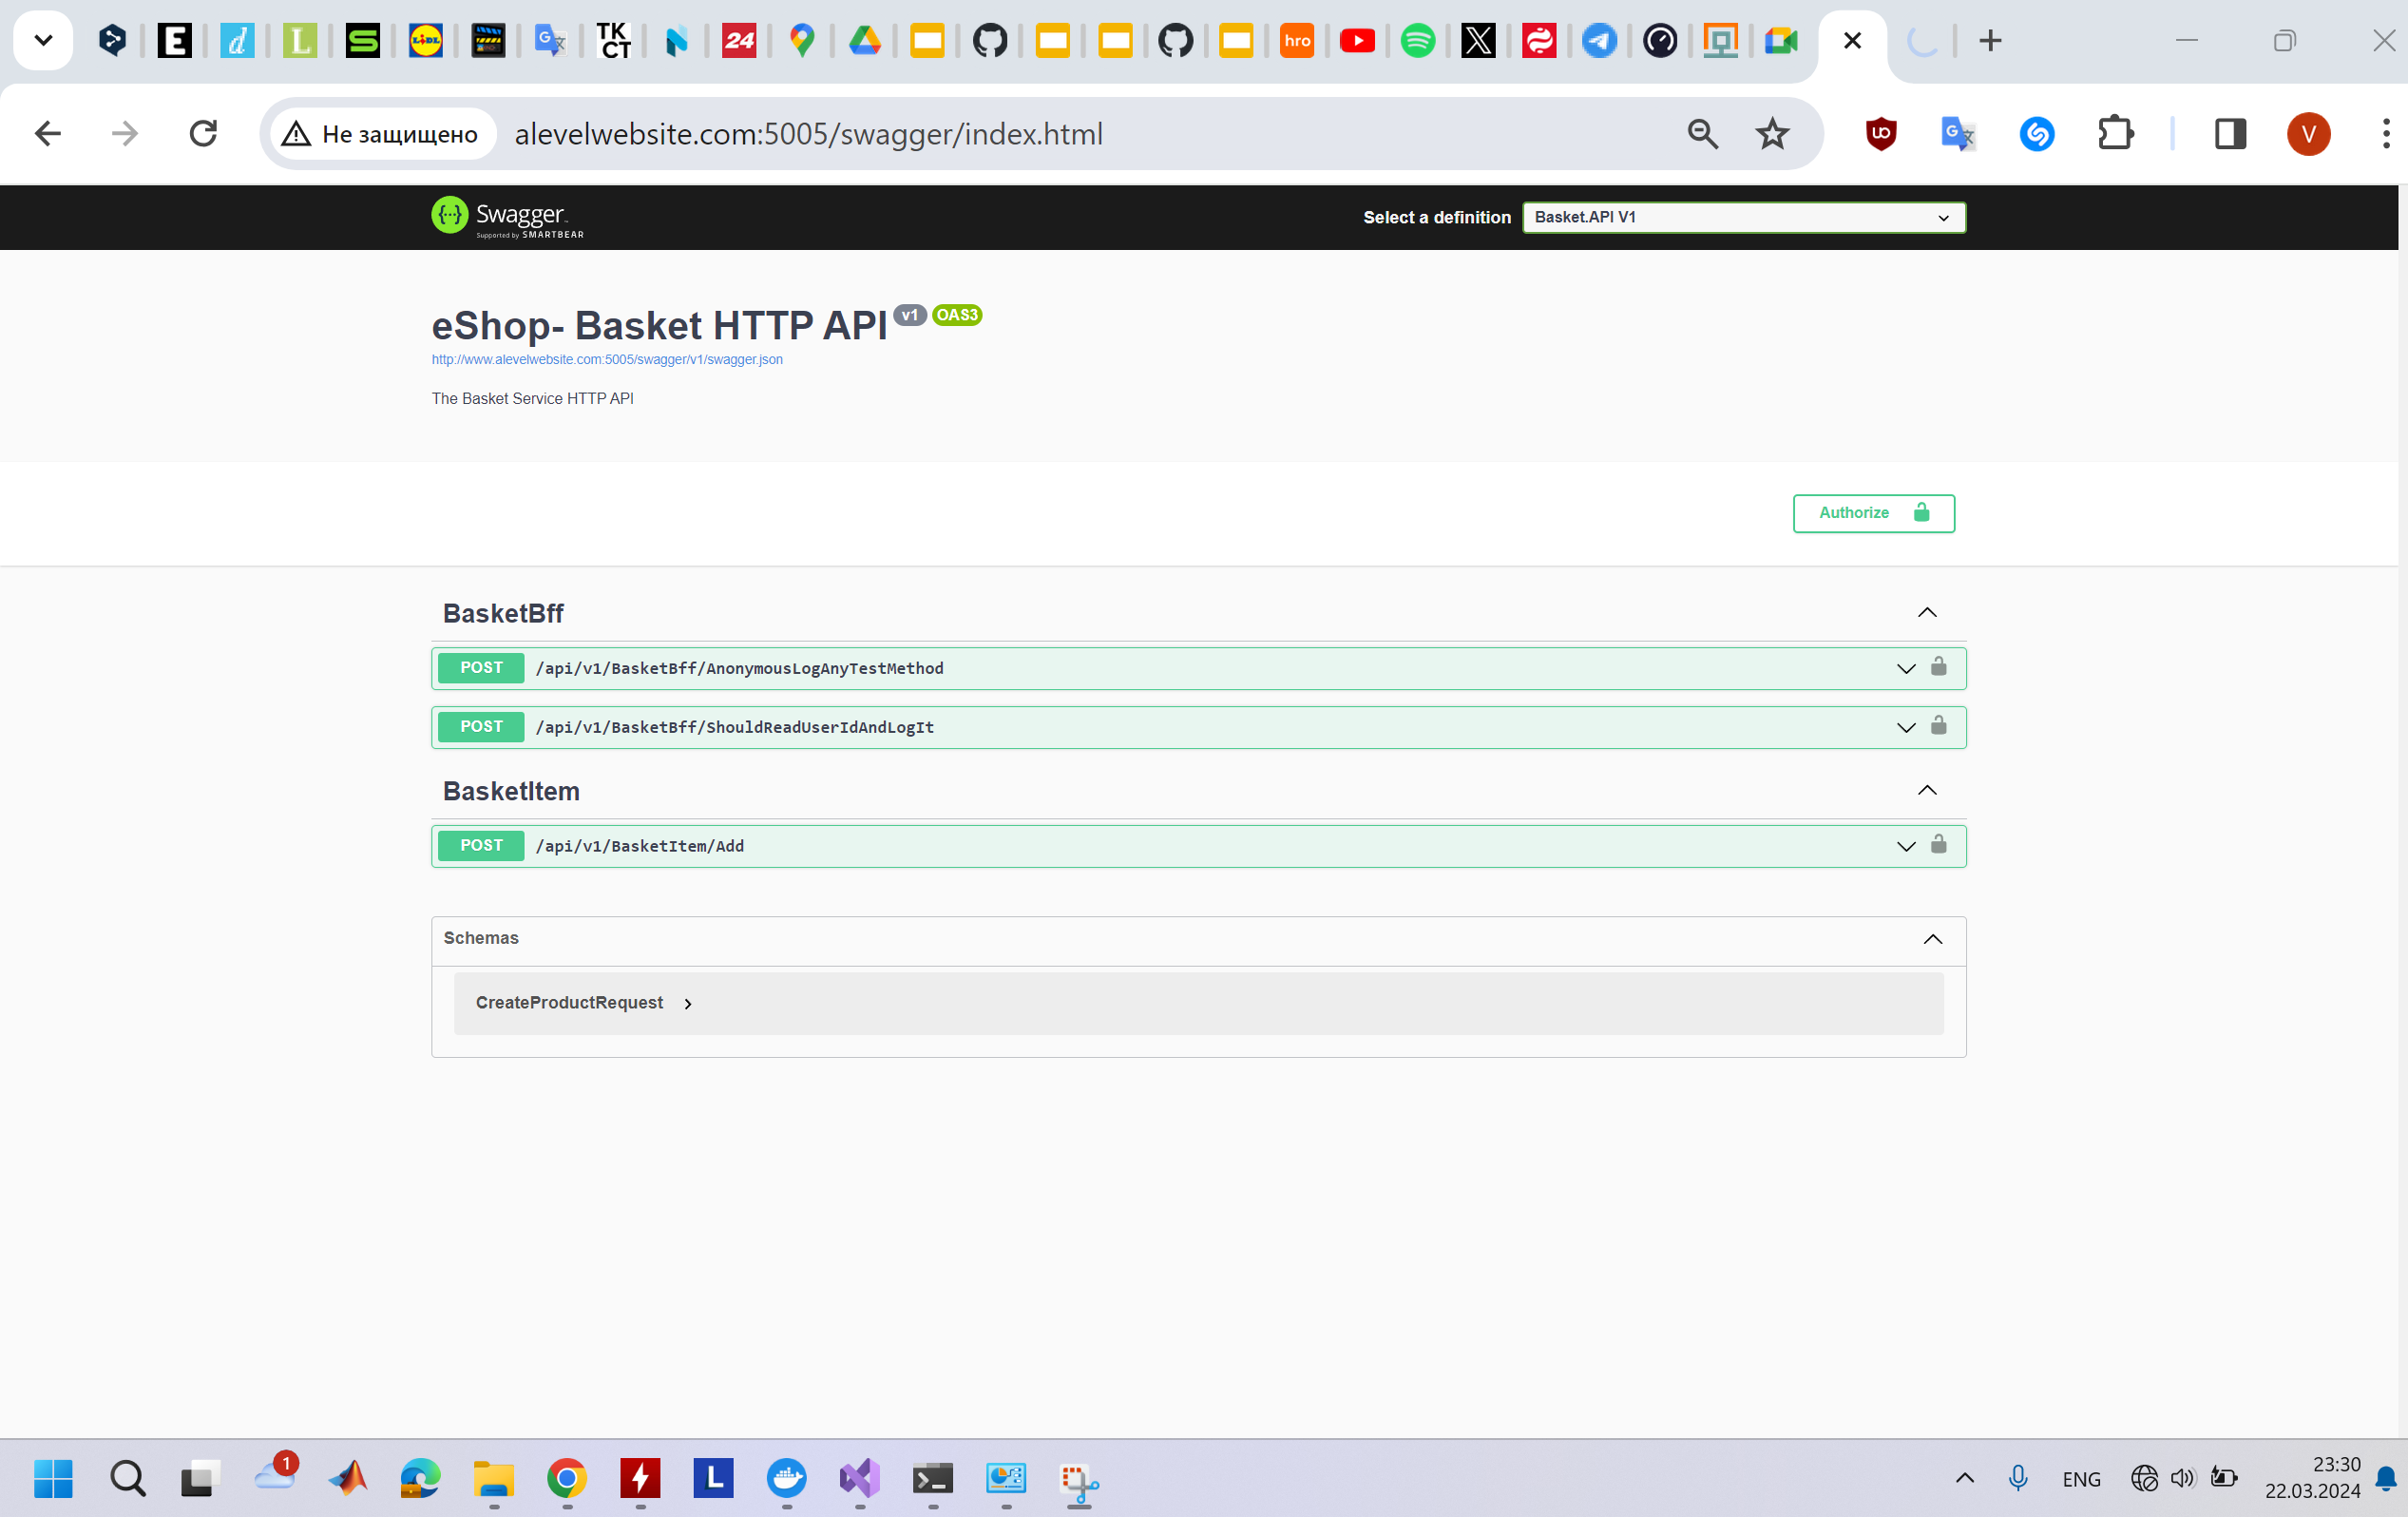 E
d
L
S
LiDL
TK
CT
24
hro
Не защищено
alevelwebsite.com:5005/swagger/index.html
V
Swagger
Supported by SMARTBEAR
Select a definition
Basket.API V1
eShop- Basket HTTP API
v1
OAS3
http://www.alevelwebsite.com:5005/swagger/v1/swagger.json
The Basket Service HTTP API
Authorize
BasketBff
POST /api/v1/BasketBff/AnonymousLogAnyTestMethod
POST /api/v1/BasketBff/ShouldReadUserIdAndLogIt
BasketItem
POST /api/v1/BasketItem/Add
Schemas
CreateProductRequest
1
L
ENG
23:30
22.03.2024